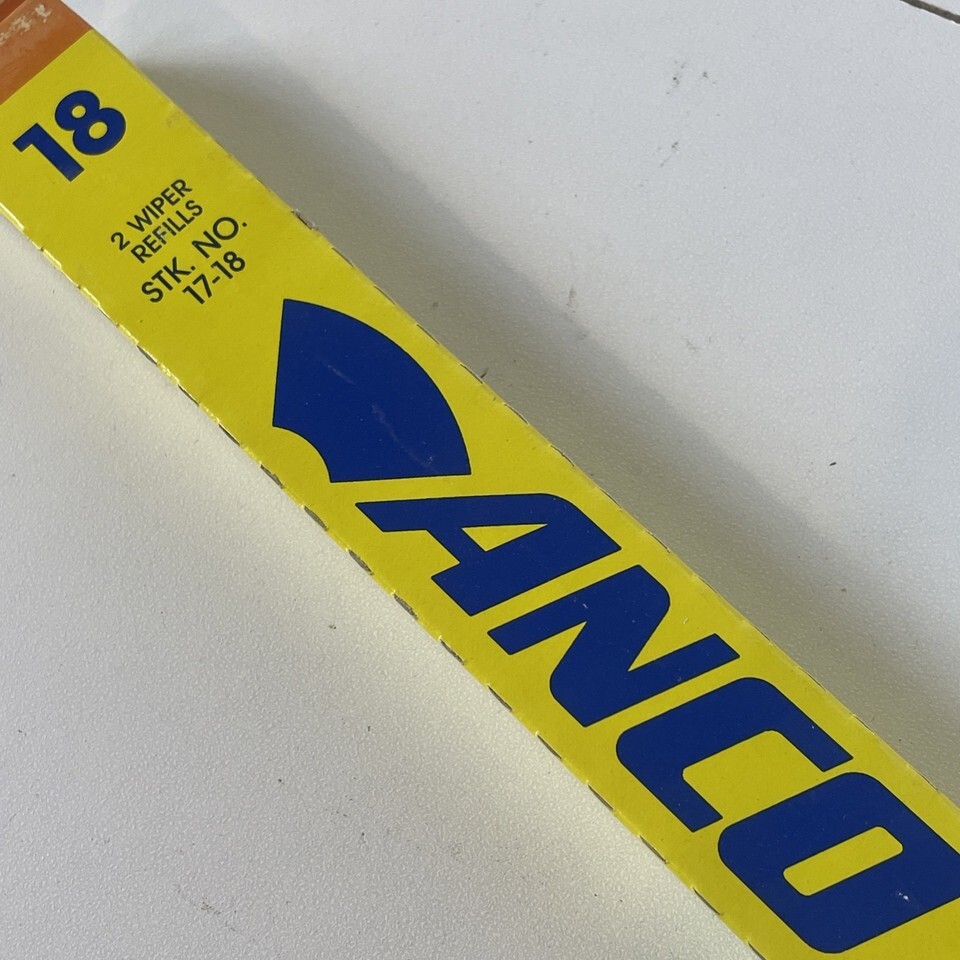 18
2 WIPER
REFILLS
STK. NO.
17-18
ANCO